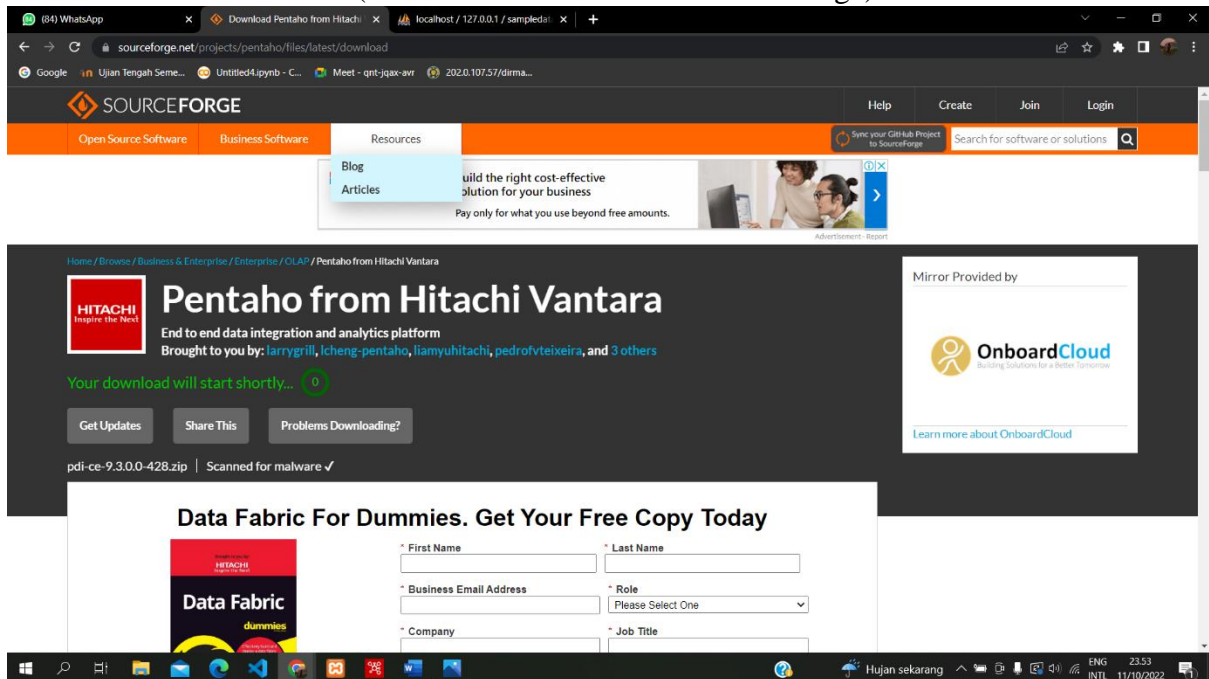 (84) WhatsApp
Download Pentaho from Hitachi
localhost / 127.0.0.1 / sampledat
sourceforge.net/projects/pentaho/files/latest/download
Google
Ujian Tengah Seme...
Untitled4.ipynb - C...
Meet - qnt-jqax-avr
202.0.107.57/dirma...
SOURCEFORGE
Help
Create
Join
Login
Open Source Software
Business Software
Resources
Sync your GitHub Project
to SourceForge
Search for software or solutions
Blog
Articles
uild the right cost-effective
olution for your business
Pay only for what you use beyond free amounts.
Advertisement - Report
Home / Browse / Business & Enterprise / Enterprise / OLAP / Pentaho from Hitachi Vantara
HITACHI
Inspire the Next
Pentaho from Hitachi Vantara
End to end data integration and analytics platform
Brought to you by: larrygrill, lcheng-pentaho, liamyuhitachi, pedrofvteixeira, and 3 others
Your download will start shortly... 0
Get Updates
Share This
Problems Downloading?
pdi-ce-9.3.0.0-428.zip | Scanned for malware ✓
Mirror Provided by
OnboardCloud
Building Solutions for a Better Tomorrow
Learn more about OnboardCloud
Data Fabric For Dummies. Get Your Free Copy Today
HITACHI
Inspire the Next
Data Fabric
dummies
* First Name
* Last Name
* Business Email Address
* Role
Please Select One
* Company
* Job Title
Hujan sekarang
ENG
INTL
23.53
11/10/2022